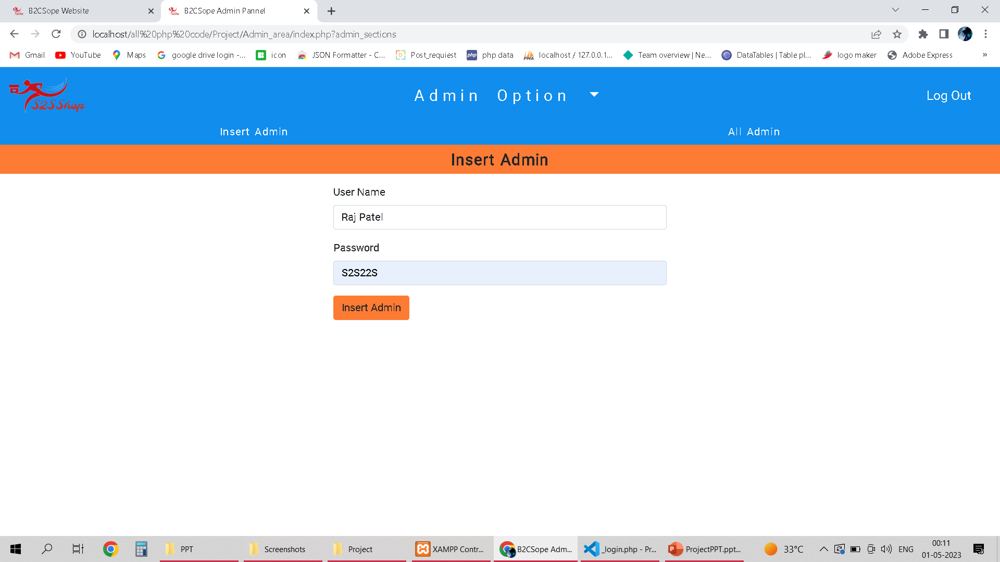 B2CSope Website
B2CSope Admin Pannel
localhost/all%20php%20code/Project/Admin_area/index.php?admin_sections
Gmail
YouTube
Maps
google drive login -...
icon
JSON Formatter - C...
Post_requiest
php php data
PMA localhost / 127.0.0.1...
Team overview | Ne...
DataTables | Table pl...
logo maker
Adobe Express
»
S2SShop
Admin Option
Log Out
Insert Admin
All Admin
Insert Admin
User Name
Raj Patel
Password
S2S22S
Insert Admin
PPT
Screenshots
Project
XAMPP Contr...
B2CSope Adm...
_login.php - Pr...
ProjectPPT.ppt...
33°C
ENG
00:11
01-05-2023